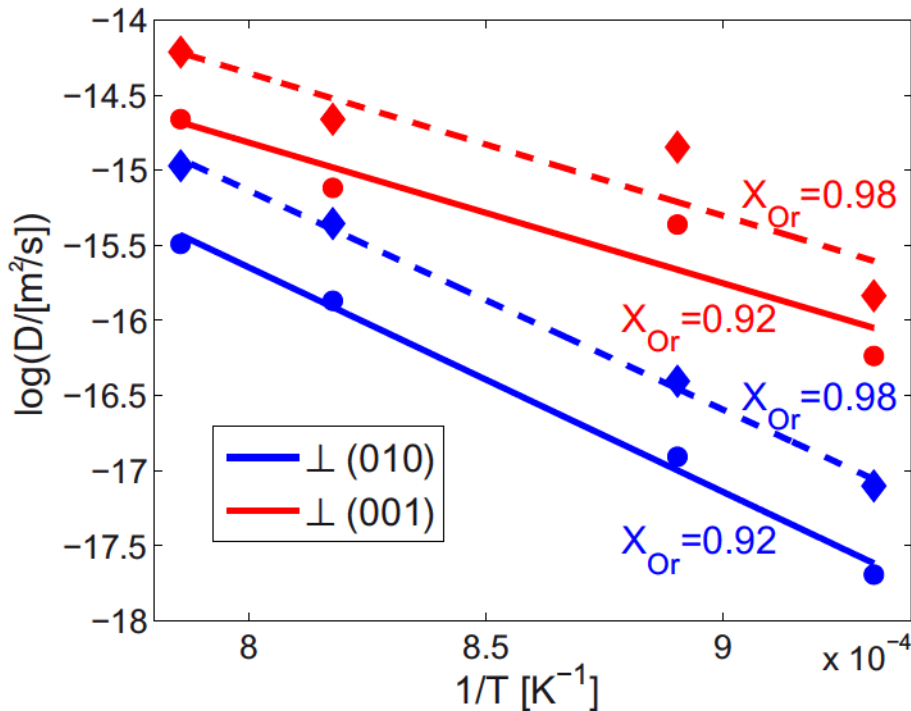 −14
−14.5
−15
−15.5
−16
−16.5
−17
−17.5
−18
log(D/[m²/s])
X_Or=0.98
X_Or=0.92
X_Or=0.98
X_Or=0.92
⊥ (010)
⊥ (001)
8
8.5
9
x 10⁻⁴
1/T [K⁻¹]